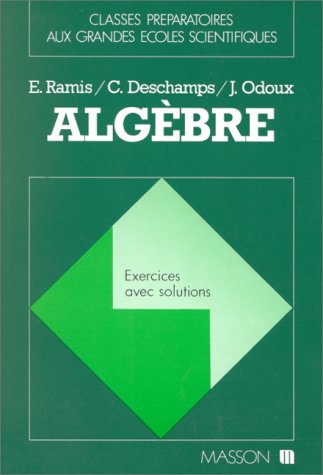 CLASSES PREPARATOIRES
AUX GRANDES ECOLES SCIENTIFIQUES
E. Ramis / C. Deschamps / J. Odoux
ALGÈBRE
Exercices
avec solutions
MASSON m